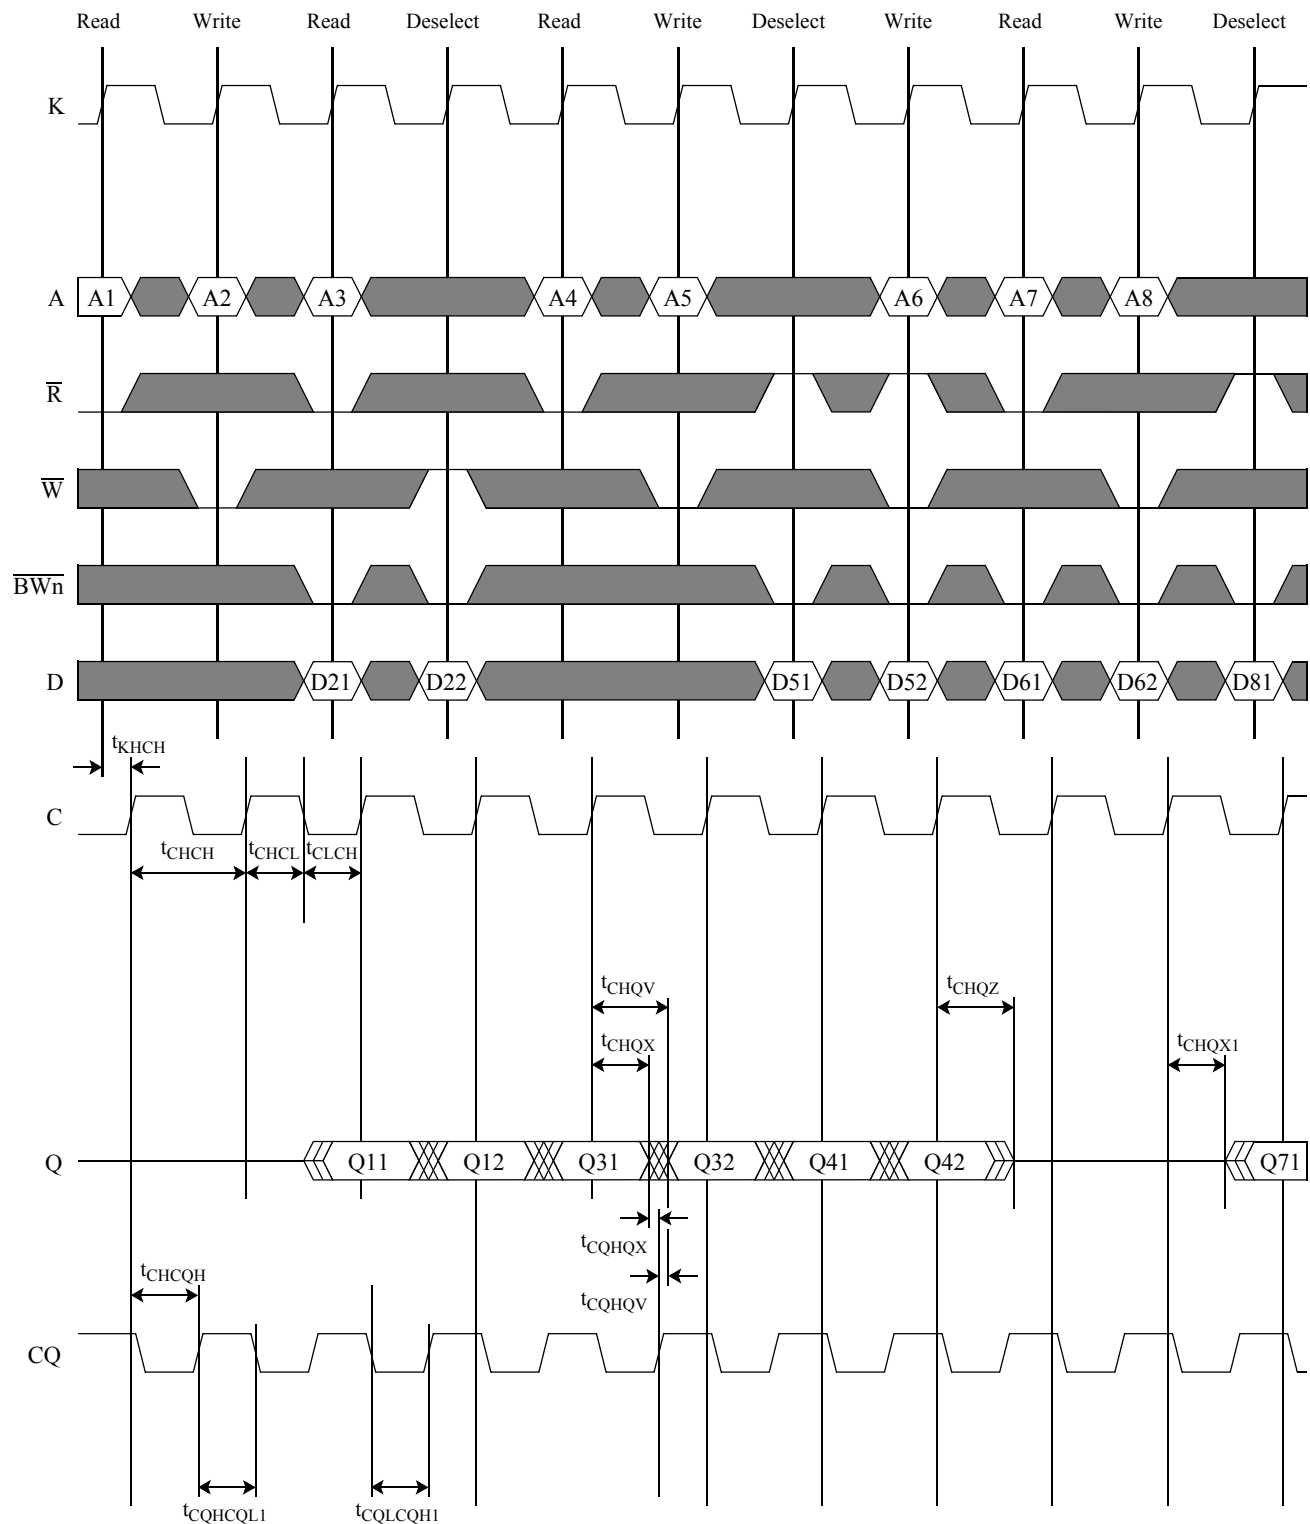 Read Write Read Deselect Read Write Deselect Write Read Write Deselect
K
A A1 A2 A3 A4 A5 A6 A7 A8
R̅
W̅
B̅W̅n̅
D D21 D22 D51 D52 D61 D62 D81
tKHCH
C
tCHCH tCHCL tCLCH
tCHQV tCHQZ
tCHQX tCHQX1
Q Q11 Q12 Q31 Q32 Q41 Q42 Q71
tCQHQX
tCHCQH
tCQHQV
CQ
tCQHCQL1 tCQLCQH1